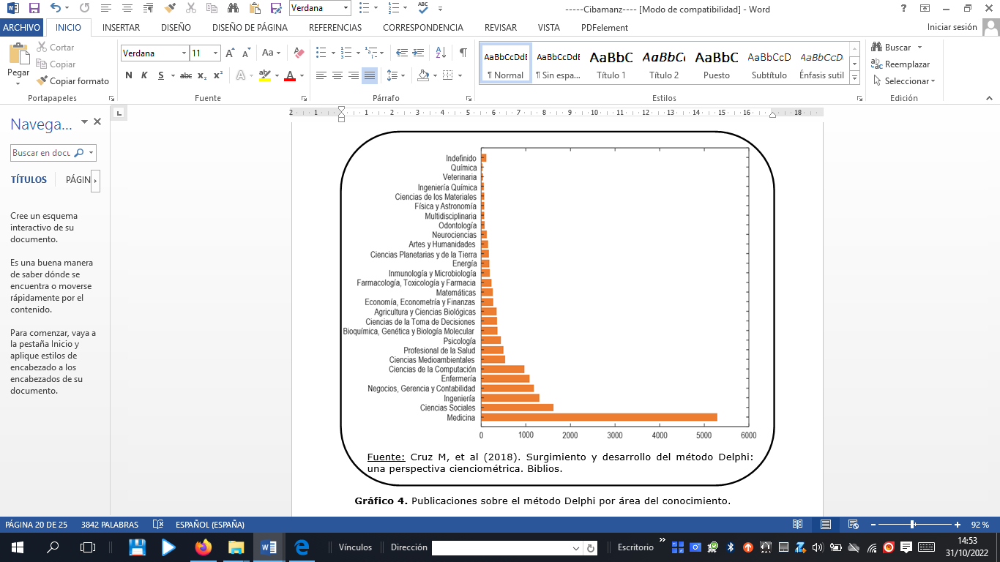 ------Cibamanz---- [Modo de compatibilidad] - Word
Verdana
ABC
?
ARCHIVO INICIO INSERTAR DISEÑO DISEÑO DE PÁGINA REFERENCIAS CORRESPONDENCIA REVISAR VISTA PDFelement Iniciar sesión
Pegar
Cortar
Copiar
Copiar formato
Portapapeles
Verdana 11 A A Aa
N K S abc x₂ x² A ab A
Fuente
Párrafo
AaBbCcDdE AaBbCcDdE AaBbC AaBbCc AaBbC AaBbCcD AaBbCcDc
¶ Normal ¶ Sin espa... Título 1 Título 2 Puesto Subtítulo Énfasis sutil
Estilos
Buscar
Reemplazar
Seleccionar
Edición
Navega...
Buscar en docu
TÍTULOS PÁGIN
Cree un esquema
interactivo de su
documento.
Es una buena manera
de saber dónde se
encuentra o moverse
rápidamente por el
contenido.
Para comenzar, vaya a
la pestaña Inicio y
aplique estilos de
encabezado a los
encabezados de su
documento.
2 1 1 2 3 4 5 6 7 8 9 10 11 12 13 14 15 16 18
Indefinido
Química
Veterinaria
Ingeniería Química
Ciencias de los Materiales
Física y Astronomía
Multidisciplinaria
Odontología
Neurociencias
Artes y Humanidades
Ciencias Planetarias y de la Tierra
Energía
Inmunología y Microbiología
Farmacología, Toxicología y Farmacia
Matemáticas
Economía, Econometría y Finanzas
Agricultura y Ciencias Biológicas
Ciencias de la Toma de Decisiones
Bioquímica, Genética y Biología Molecular
Psicología
Profesional de la Salud
Ciencias Medioambientales
Ciencias de la Computación
Enfermería
Negocios, Gerencia y Contabilidad
Ingeniería
Ciencias Sociales
Medicina
0 1000 2000 3000 4000 5000 6000
Fuente: Cruz M, et al (2018). Surgimiento y desarrollo del método Delphi:
una perspectiva cienciométrica. Biblios.
Gráfico 4. Publicaciones sobre el método Delphi por área del conocimiento.
PÁGINA 20 DE 25 3842 PALABRAS ESPAÑOL (ESPAÑA) 92 %
Vínculos Dirección Escritorio » 14:53
31/10/2022